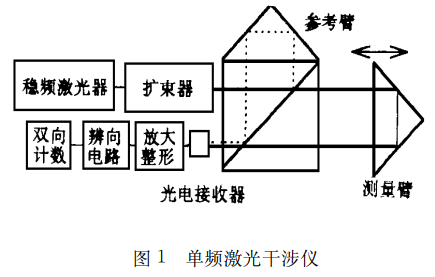 参考臂
稳频激光器
扩束器
双向
计数
辨向
电路
放大
整形
光电接收器
测量臂
图1 单频激光干涉仪